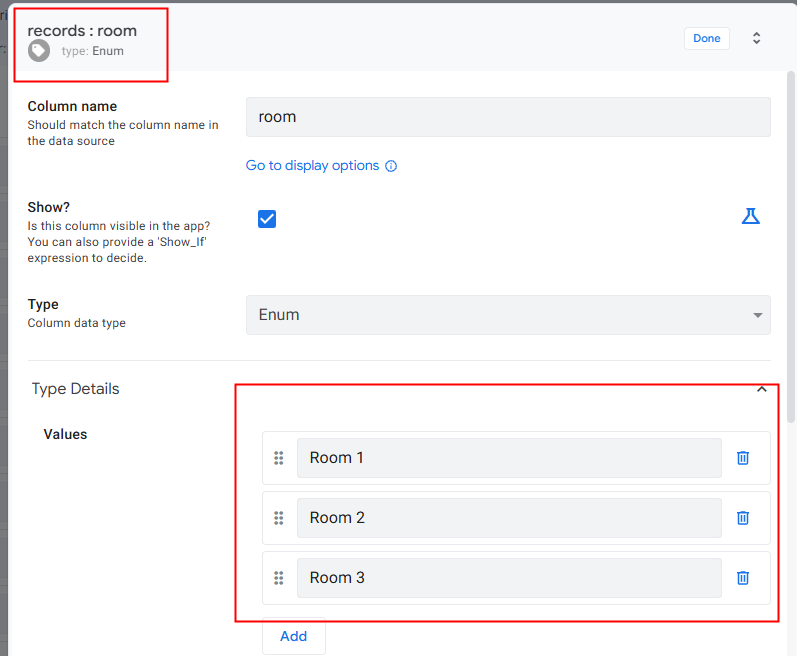 records : room
type: Enum
Done
Column name
Should match the column name in
the data source
room
Go to display options
Show?
Is this column visible in the app?
You can also provide a 'Show_If'
expression to decide.
Type
Column data type
Enum
Type Details
Values
Room 1
Room 2
Room 3
Add